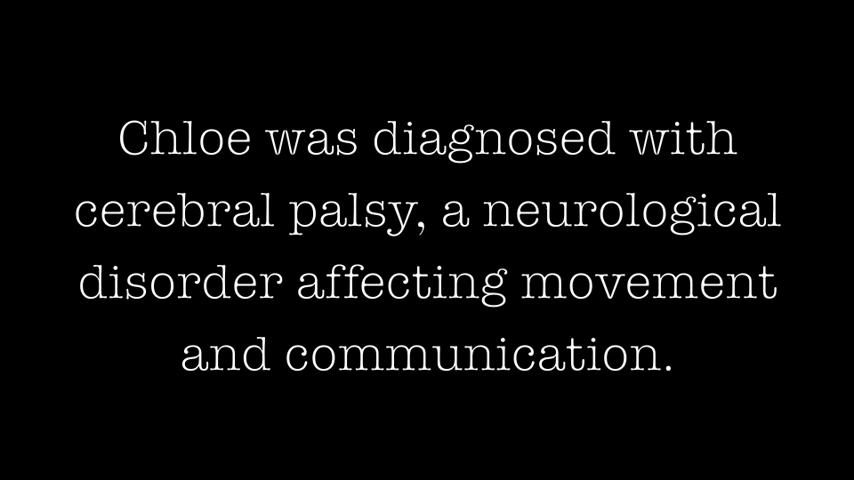 Chloe was diagnosed with
cerebral palsy, a neurological
disorder affecting movement
and communication.